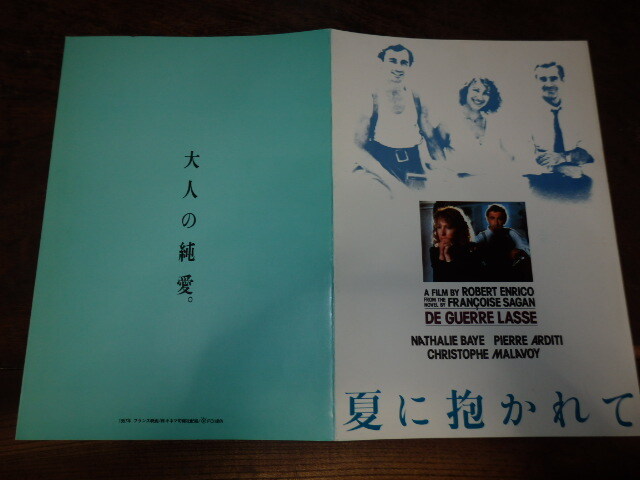 大人の純愛。
A FILM BY ROBERT ENRICO
FROM THE NOVEL BY FRANÇOISE SAGAN
DE GUERRE LASSE
NATHALIE BAYE PIERRE ARDITI
CHRISTOPHE MALAVOY
夏に抱かれて